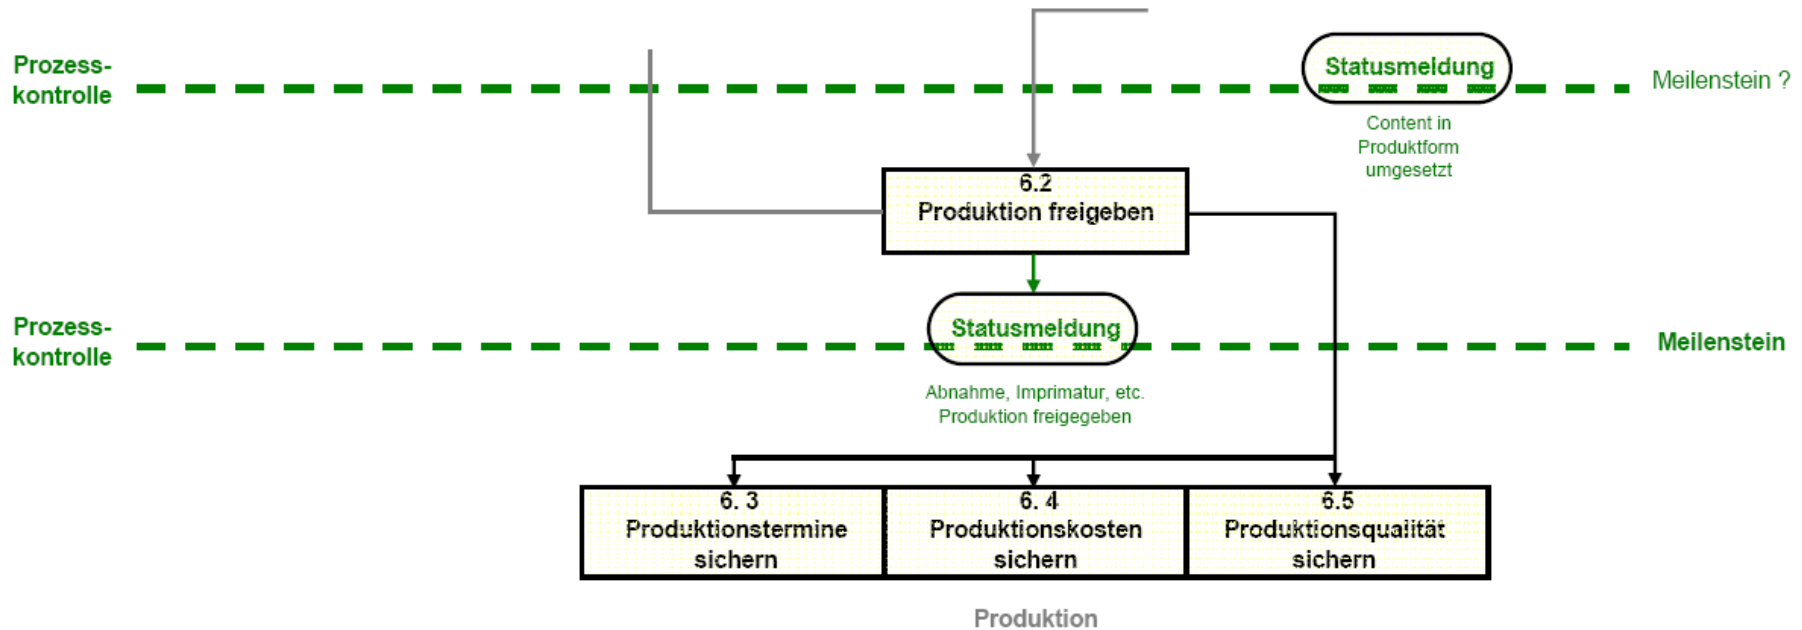 Prozess-
kontrolle
Statusmeldung
Meilenstein ?
Content in
Produktform
umgesetzt
6.2
Produktion freigeben
Prozess-
kontrolle
Statusmeldung
Meilenstein
Abnahme, Imprimatur, etc.
Produktion freigegeben
6. 3
Produktionstermine
sichern
6. 4
Produktionskosten
sichern
6.5
Produktionsqualität
sichern
Produktion